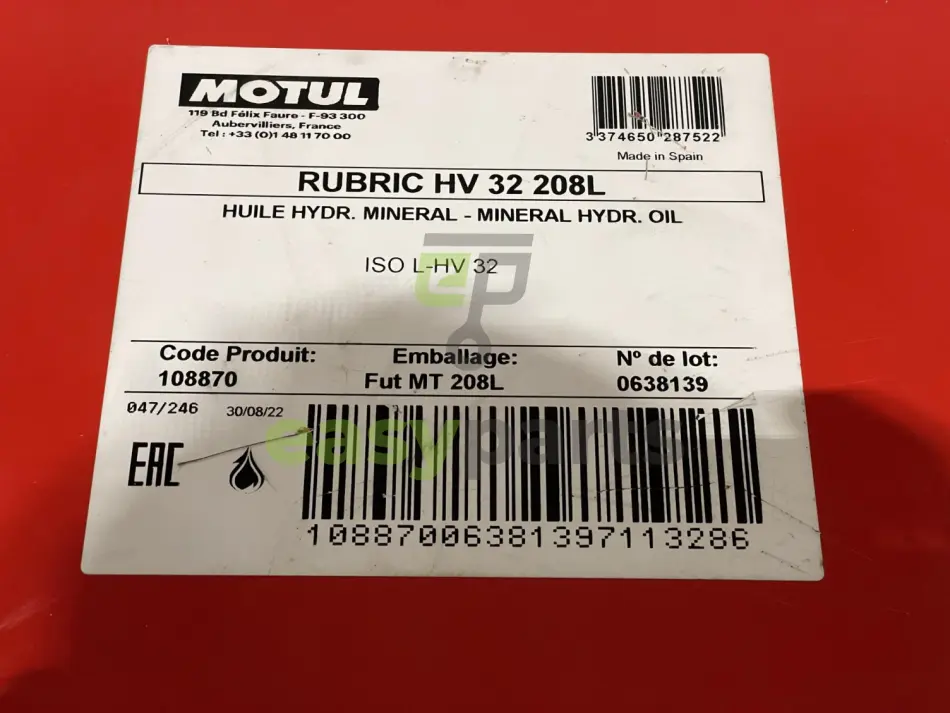 MOTUL
119 Bd Félix Faure - F-93 300
Aubervilliers, France
Tel : +33 (0)1 48 11 70 00
3 374650 287522
Made in Spain
RUBRIC HV 32 208L
HUILE HYDR. MINERAL - MINERAL HYDR. OIL
ep
ISO L-HV 32
Code Produit: Emballage: Nº de lot:
108870 Fut MT 208L 0638139
047/246 30/08/22
easyparts
EAC
10887006381397113286